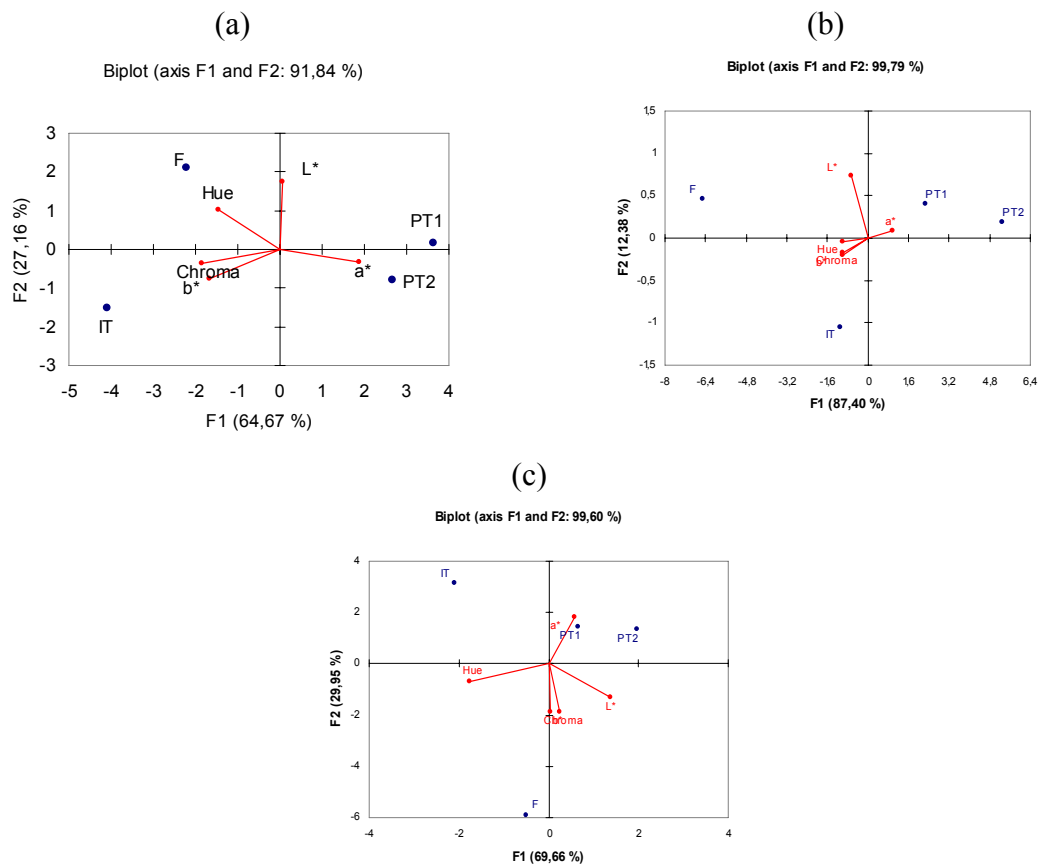 (a)
Biplot (axis F1 and F2: 91,84 %)
3
2
1
0
-1
-2
-3
F2 (27,16 %)
F
L*
Hue
PT1
Chroma
a*
b*
PT2
IT
-5 -4 -3 -2 -1 0 1 2 3 4
F1 (64,67 %)
(b)
Biplot (axis F1 and F2: 99,79 %)
1,5
1
0,5
0
-0,5
-1
-1,5
F2 (12,38 %)
L*
F
PT1
a*
PT2
Hue
Chroma
b*
IT
-8 -6,4 -4,8 -3,2 -1,6 0 1,6 3,2 4,8 6,4
F1 (87,40 %)
(c)
Biplot (axis F1 and F2: 99,60 %)
4
2
0
-2
-4
-6
F2 (29,95 %)
IT
a*
PT1
PT2
Hue
L*
Chroma
b*
F
-4 -2 0 2 4
F1 (69,66 %)